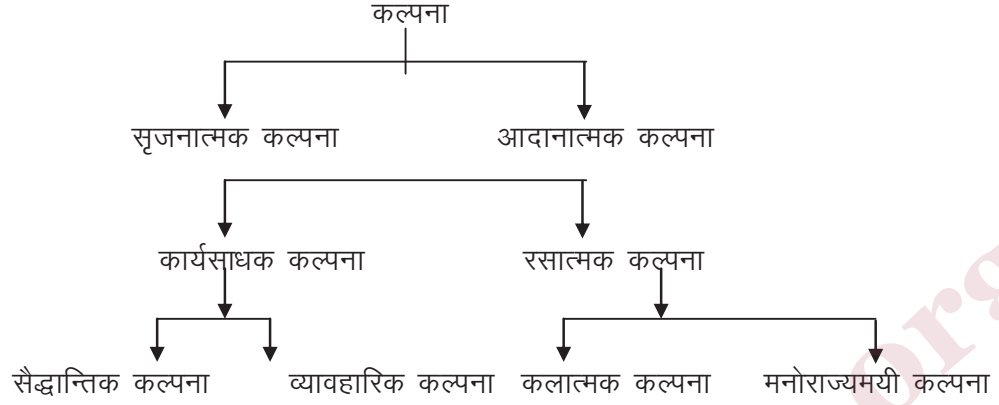 कल्पना
सृजनात्मक कल्पना आदानात्मक कल्पना
कार्यसाधक कल्पना रसात्मक कल्पना
सैद्धान्तिक कल्पना व्यावहारिक कल्पना कलात्मक कल्पना मनोराज्यमयी कल्पना
org